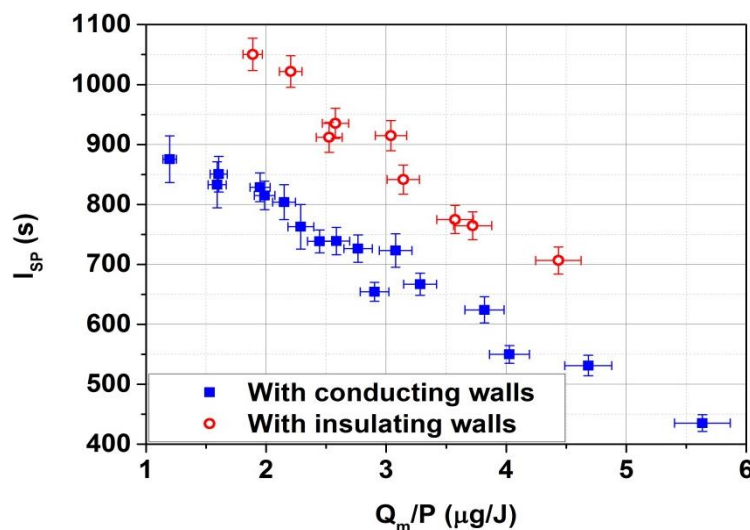 1100
1000
900
800
700
600
500
400
I_SP (s)
With conducting walls
With insulating walls
1 2 3 4 5 6
Q_m/P (µg/J)